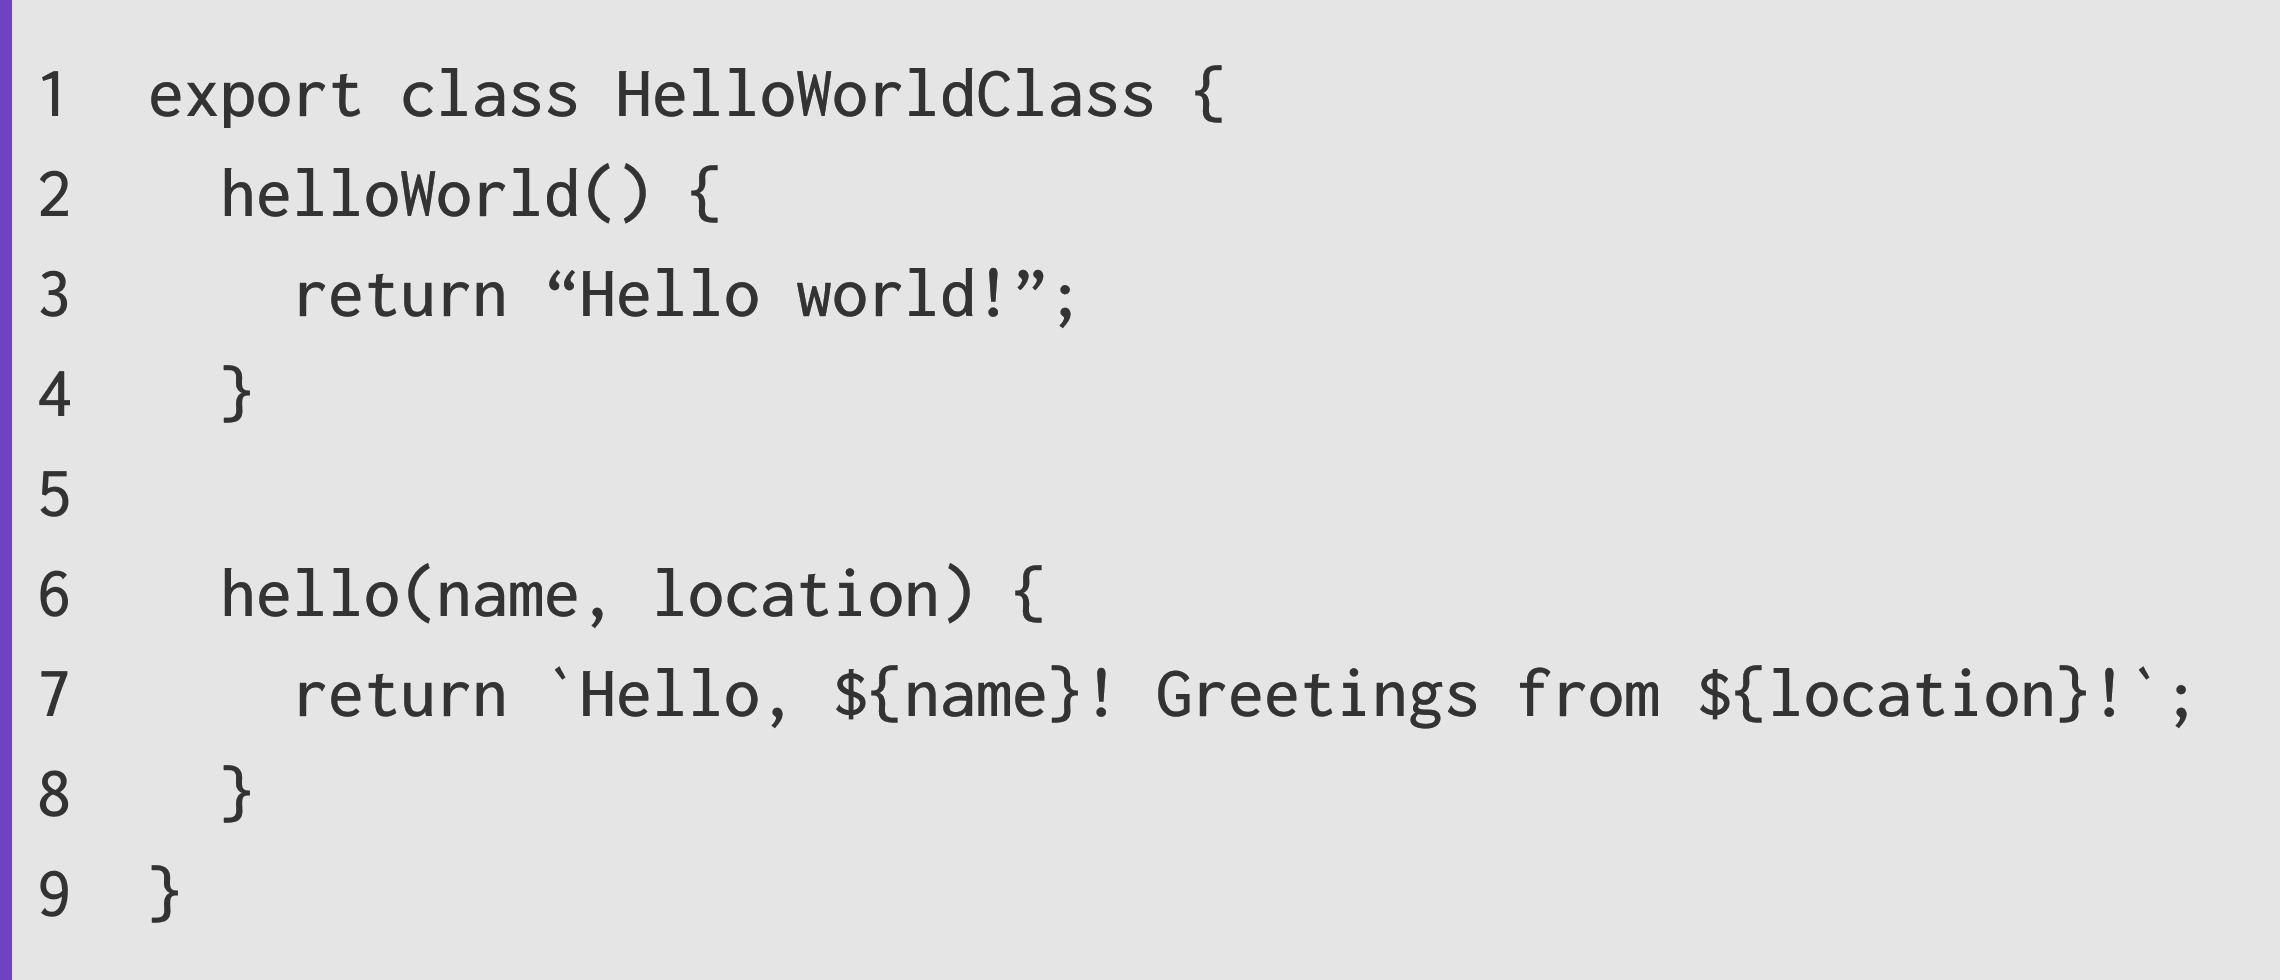 1 export class HelloWorldClass {
2   helloWorld() {
3     return “Hello world!”;
4   }
5
6   hello(name, location) {
7     return `Hello, ${name}! Greetings from ${location}!`;
8   }
9 }